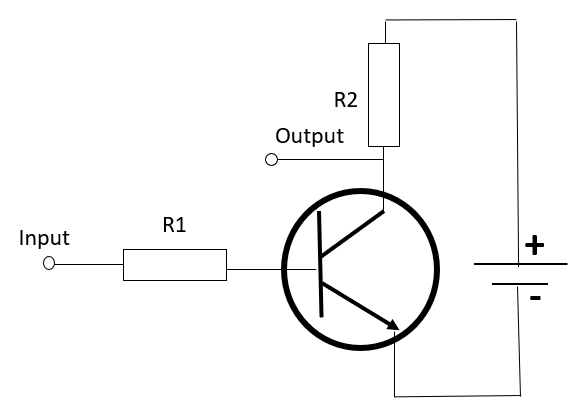 R2
Output
R1
Input
+
-